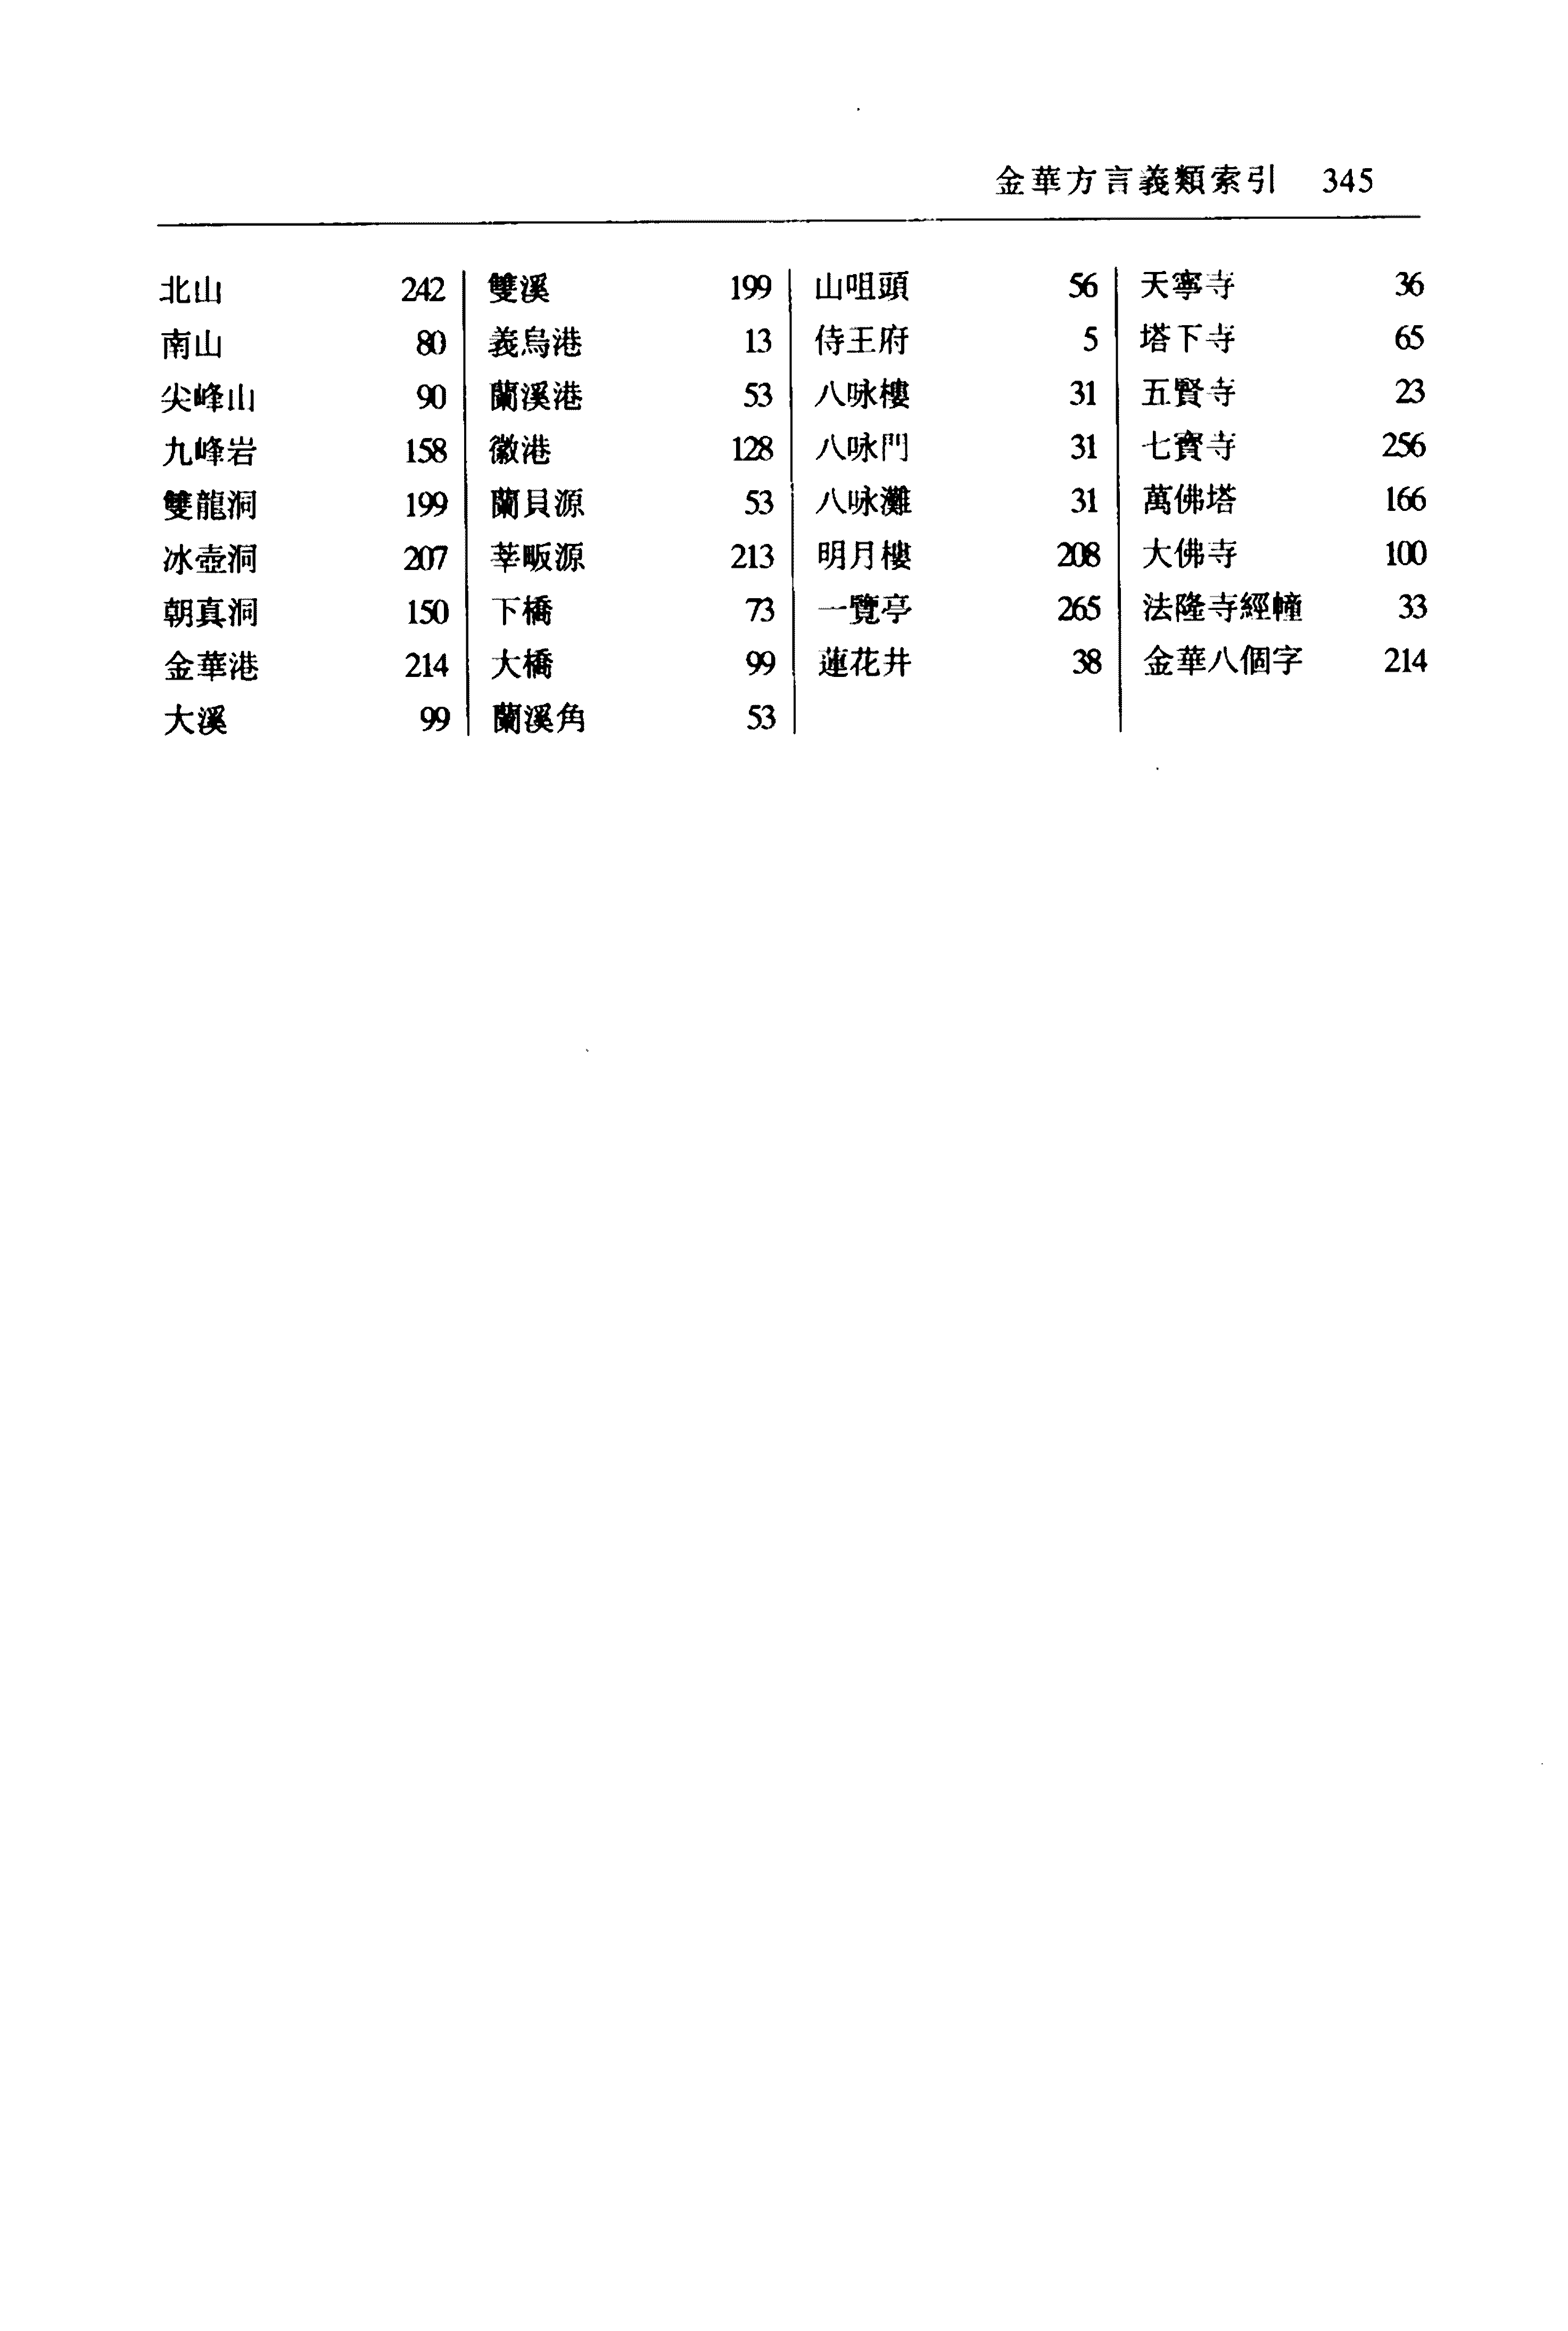 金華方言義類索引 345
北山 242
南山 80
尖峰山 90
九峰岩 158
雙龍洞 199
冰壺洞 207
朝真洞 150
金華港 214
大溪 99
雙溪 199
義烏港 13
蘭溪港 53
徽港 128
蘭貝源 53
莘畈源 213
下橋 73
大橋 99
蘭溪角 53
山咀頭 56
侍王府 5
八咏樓 31
八咏門 31
八咏灘 31
明月樓 208
一覽亭 265
蓮花井 38
天寧寺 36
塔下寺 65
五賢寺 23
七寶寺 256
萬佛塔 166
大佛寺 100
法隆寺經幢 33
金華八個字 214